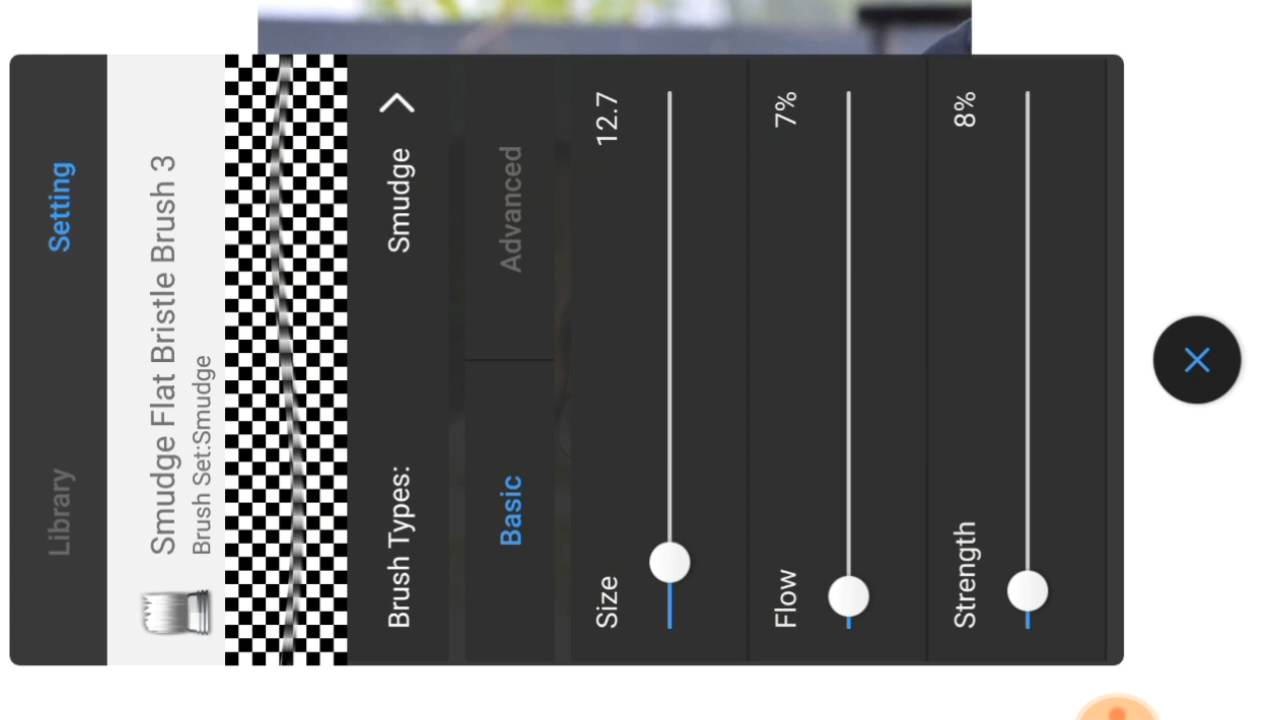 Library
Setting
Smudge Flat Bristle Brush 3
Brush Set:Smudge
Brush Types:
Smudge
Basic
Advanced
Size
12.7
Flow
7%
Strength
8%